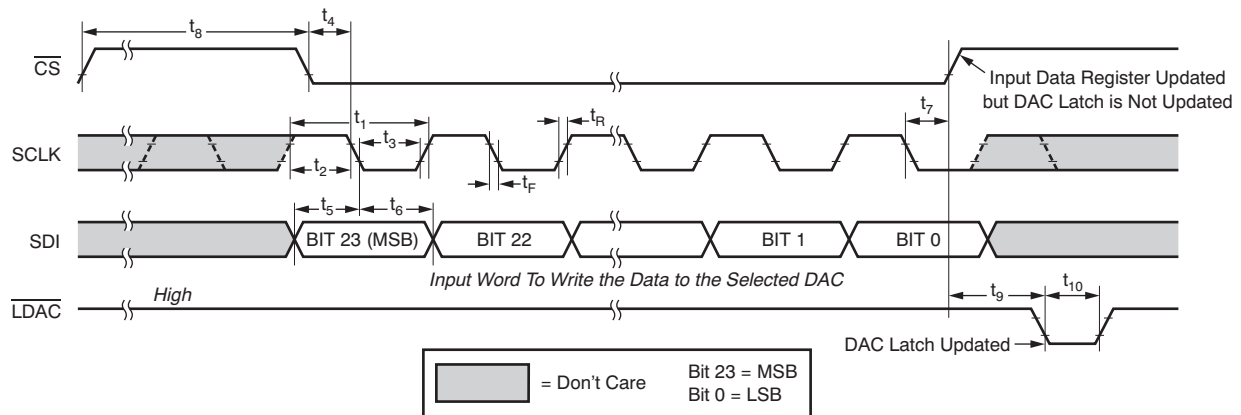 t8
t4
CS
Input Data Register Updated
but DAC Latch is Not Updated
t7
t1
t3
tR
SCLK
t2
tF
t5
t6
SDI
BIT 23 (MSB)
BIT 22
BIT 1
BIT 0
Input Word To Write the Data to the Selected DAC
High
LDAC
t9
t10
DAC Latch Updated
= Don't Care
Bit 23 = MSB
Bit 0 = LSB